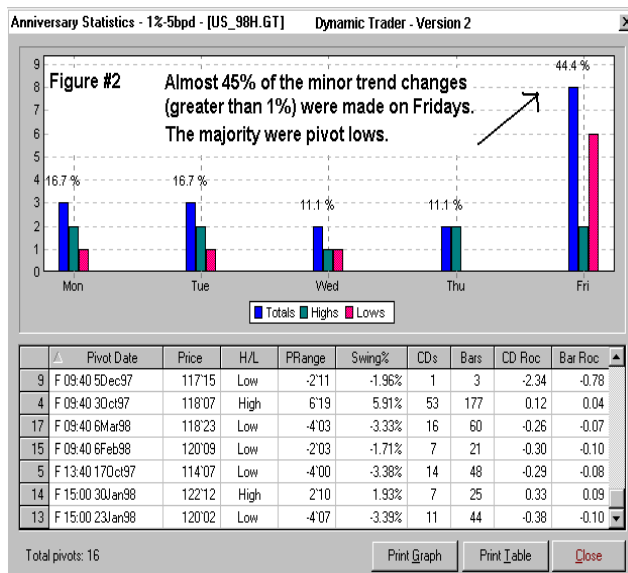 Anniversary Statistics - 1%-5bpd - [US_98H.GT] Dynamic Trader - Version 2
Figure #2
Almost 45% of the minor trend changes
(greater than 1%) were made on Fridays.
The majority were pivot lows.
44.4 %
16.7 % 16.7 % 11.1 % 11.1 %
9
8
7
6
5
4
3
2
1
0
Mon Tue Wed Thu Fri
Totals Highs Lows
Pivot Date Price H/L PRange Swing% CDs Bars CD Roc Bar Roc
9 F 09:40 5Dec97 117'15 Low -2'11 -1.96% 1 3 -2.34 -0.78
4 F 09:40 3Oct97 118'07 High 6'19 5.91% 53 177 0.12 0.04
17 F 09:40 6Mar98 118'23 Low -4'03 -3.33% 16 60 -0.26 -0.07
15 F 09:40 6Feb98 120'09 Low -2'03 -1.71% 7 21 -0.30 -0.10
5 F 13:40 17Oct97 114'07 Low -4'00 -3.38% 14 48 -0.29 -0.08
14 F 15:00 30Jan98 122'12 High 2'10 1.93% 7 25 0.33 0.09
13 F 15:00 23Jan98 120'02 Low -4'07 -3.39% 11 44 -0.38 -0.10
Total pivots: 16 Print Graph Print Table Close